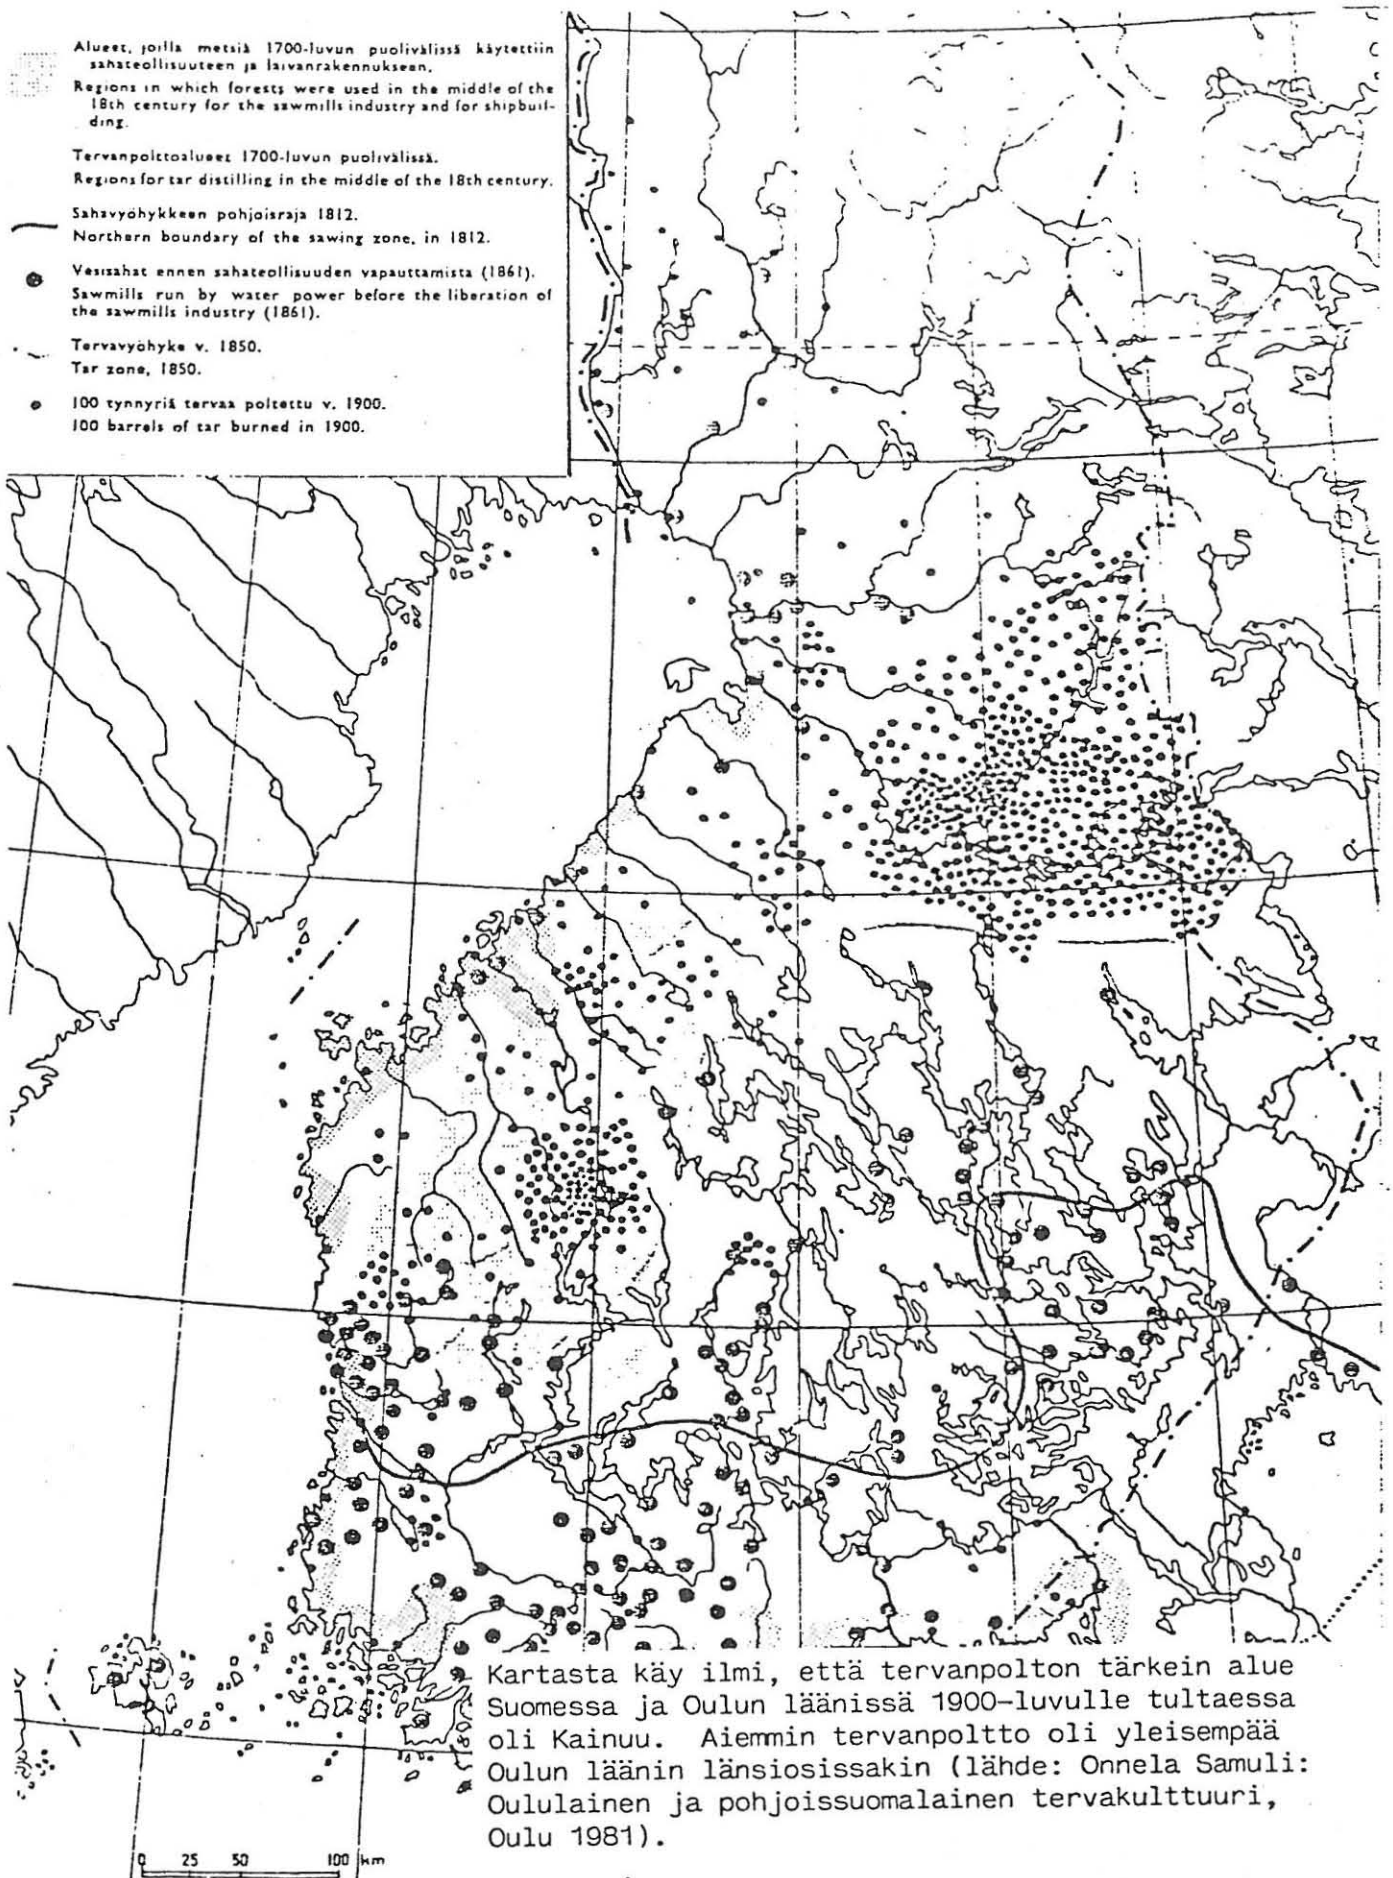 Alueet, joilla metsiä 1700-luvun puolivälissä käytettiin
sahateollisuuteen ja laivanrakennukseen.
Regions in which forests were used in the middle of the
18th century for the sawmills industry and for shipbuil-
ding.
Tervanpolttoalueet 1700-luvun puolivälissä.
Regions for tar distilling in the middle of the 18th century.
Sahavyöhykkeen pohjoisraja 1812.
Northern boundary of the sawing zone, in 1812.
Vesisahat ennen sahateollisuuden vapauttamista (1861).
Sawmills run by water power before the liberation of
the sawmills industry (1861).
Tervavyöhyke v. 1850.
Tar zone, 1850.
100 tynnyriä tervaa poltettu v. 1900.
100 barrels of tar burned in 1900.
Kartasta käy ilmi, että tervanpolton tärkein alue
Suomessa ja Oulun läänissä 1900-luvulle tultaessa
oli Kainuu. Aiemmin tervanpoltto oli yleisempää
Oulun läänin länsiosissakin (lähde: Onnela Samuli:
Oululainen ja pohjoissuomalainen tervakulttuuri,
Oulu 1981).
0 25 50 100 km